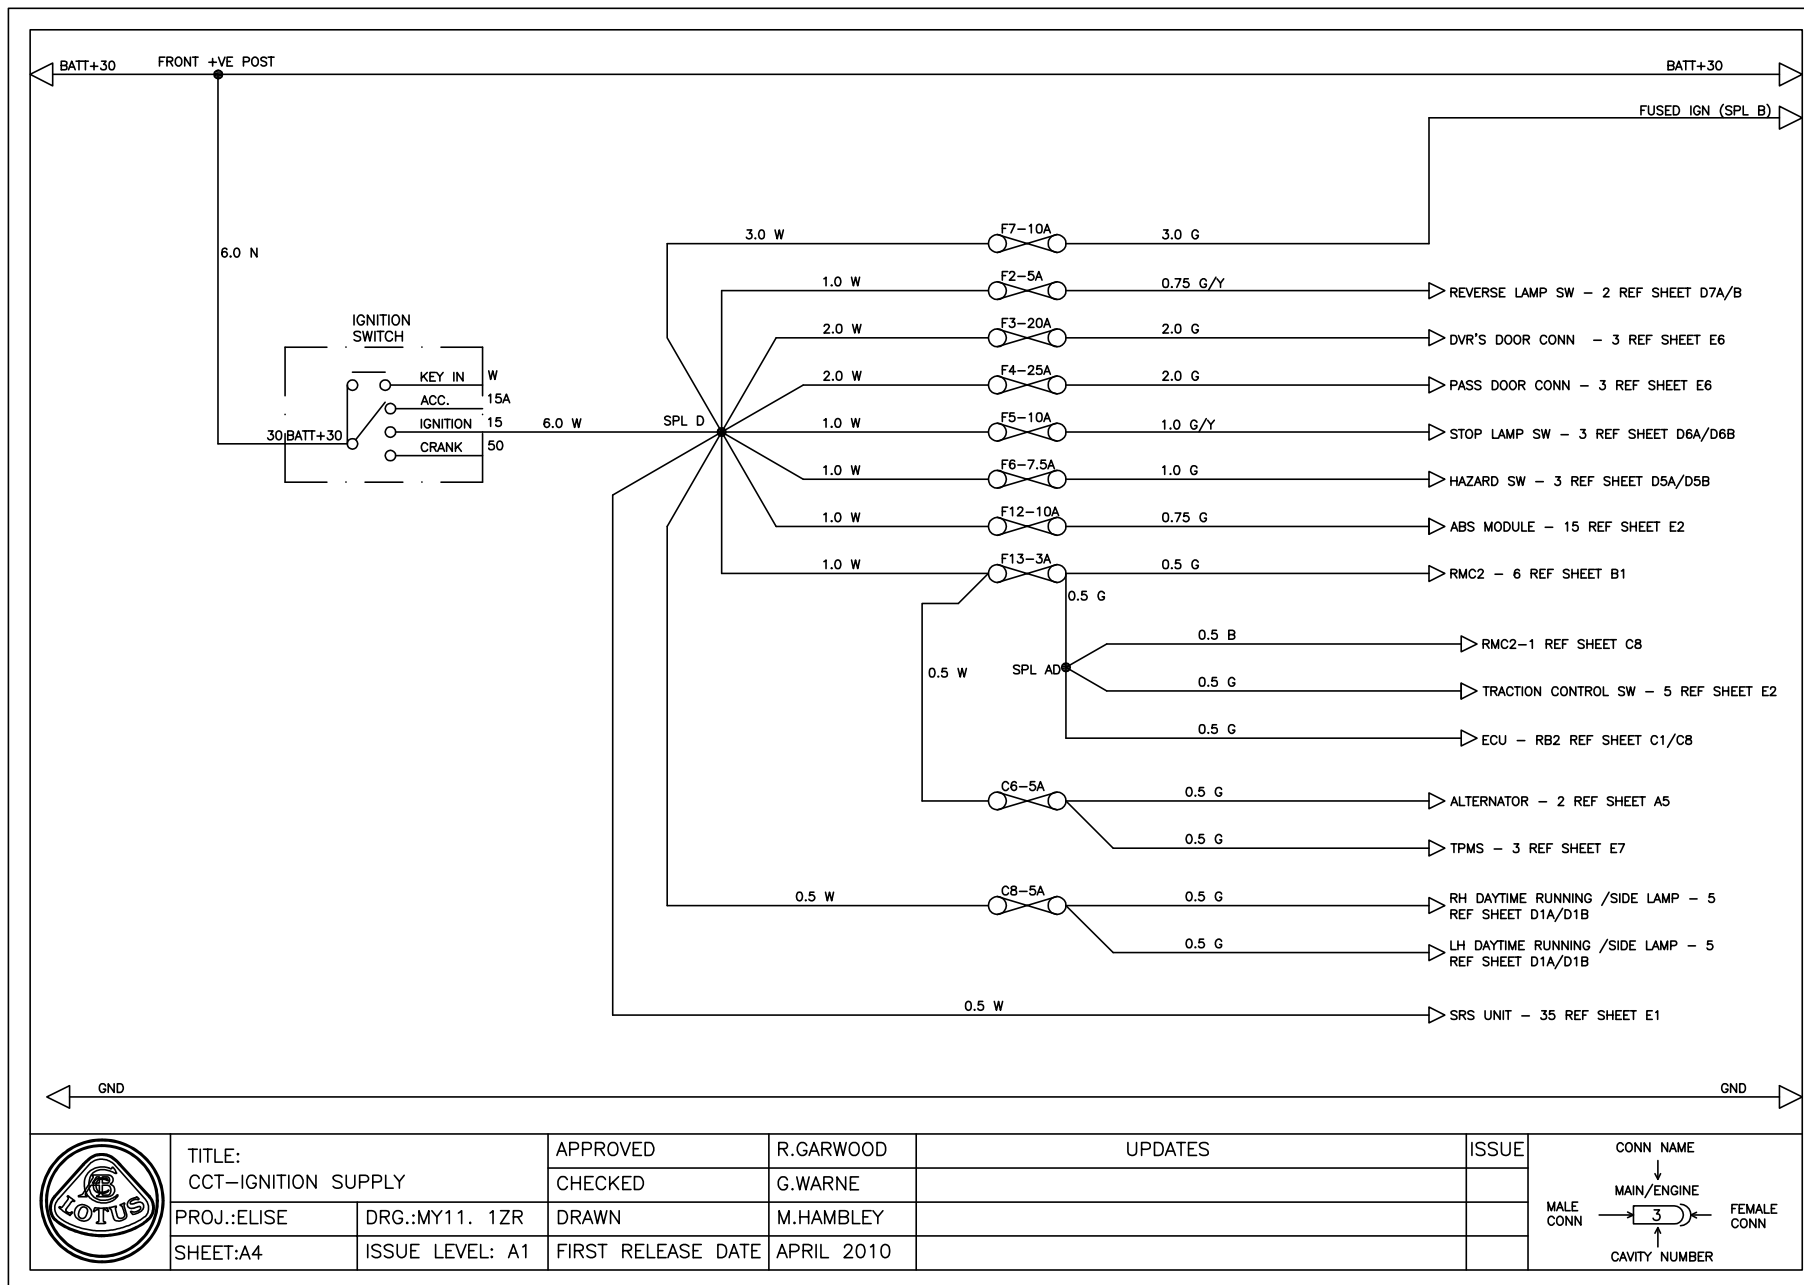 BATT+30
FRONT +VE POST
BATT+30
FUSED IGN (SPL B)
6.0 N
3.0 W
F7-10A
3.0 G
1.0 W
F2-5A
0.75 G/Y
REVERSE LAMP SW - 2 REF SHEET D7A/B
IGNITION
SWITCH
2.0 W
F3-20A
2.0 G
DVR'S DOOR CONN - 3 REF SHEET E6
KEY IN
W
2.0 W
F4-25A
2.0 G
PASS DOOR CONN - 3 REF SHEET E6
ACC.
15A
IGNITION
15
30
BATT+30
CRANK
50
6.0 W
SPL D
1.0 W
F5-10A
1.0 G/Y
STOP LAMP SW - 3 REF SHEET D6A/D6B
1.0 W
F6-7.5A
1.0 G
HAZARD SW - 3 REF SHEET D5A/D5B
1.0 W
F12-10A
0.75 G
ABS MODULE - 15 REF SHEET E2
1.0 W
F13-3A
0.5 G
RMC2 - 6 REF SHEET B1
0.5 G
0.5 B
RMC2-1 REF SHEET C8
0.5 W
SPL AD
0.5 G
TRACTION CONTROL SW - 5 REF SHEET E2
0.5 G
ECU - RB2 REF SHEET C1/C8
C6-5A
0.5 G
ALTERNATOR - 2 REF SHEET A5
0.5 G
TPMS - 3 REF SHEET E7
0.5 W
C8-5A
0.5 G
RH DAYTIME RUNNING /SIDE LAMP - 5
REF SHEET D1A/D1B
0.5 G
LH DAYTIME RUNNING /SIDE LAMP - 5
REF SHEET D1A/D1B
0.5 W
SRS UNIT - 35 REF SHEET E1
GND
GND
LOTUS
TITLE:
CCT-IGNITION SUPPLY
PROJ.:ELISE
DRG.:MY11. 1ZR
SHEET:A4
ISSUE LEVEL: A1
APPROVED
R.GARWOOD
CHECKED
G.WARNE
DRAWN
M.HAMBLEY
FIRST RELEASE DATE
APRIL 2010
UPDATES
ISSUE
CONN NAME
MAIN/ENGINE
MALE
CONN
3
FEMALE
CONN
CAVITY NUMBER